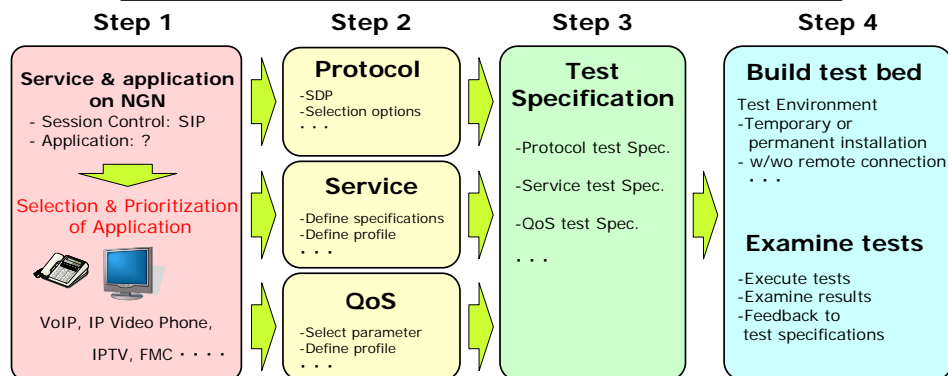 Step 1
Step 2
Step 3
Step 4
Service & application
on NGN
- Session Control: SIP
- Application: ?
Selection & Prioritization
of Application
VoIP, IP Video Phone,
IPTV, FMC ・・・・
Protocol
-SDP
-Selection options
・・・
Service
-Define specifications
-Define profile
・・・
QoS
-Select parameter
-Define profile
・・・
Test
Specification
-Protocol test Spec.
-Service test Spec.
-QoS test Spec.
・・・
Build test bed
Test Environment
-Temporary or
permanent installation
- w/wo remote connection
・・・
Examine tests
-Execute tests
-Examine results
-Feedback to
test specifications